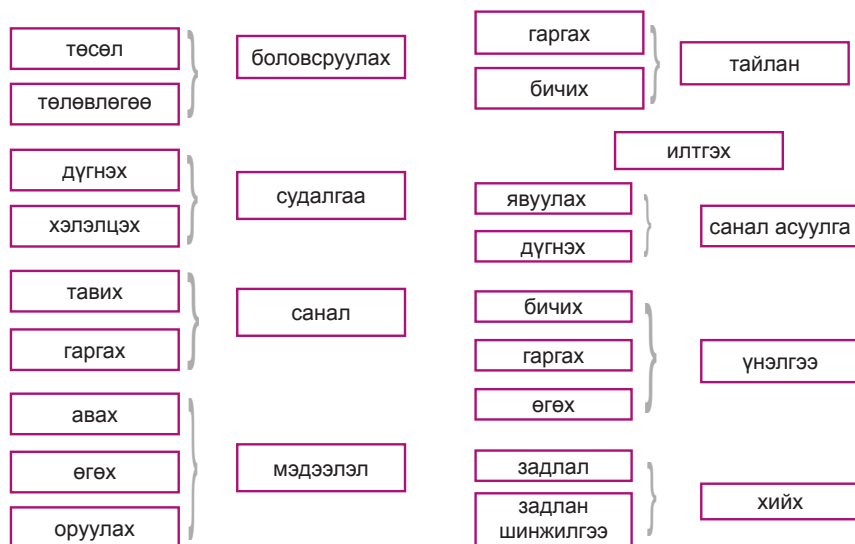 төсөл
төлөвлөгөө
боловсруулах
дүгнэх
хэлэлцэх
судалгаа
тавих
гаргах
санал
авах
өгөх
оруулах
мэдээлэл
гаргах
бичих
тайлан
илтгэх
явуулах
дүгнэх
санал асуулга
бичих
гаргах
өгөх
үнэлгээ
задлал
задлан
шинжилгээ
хийх